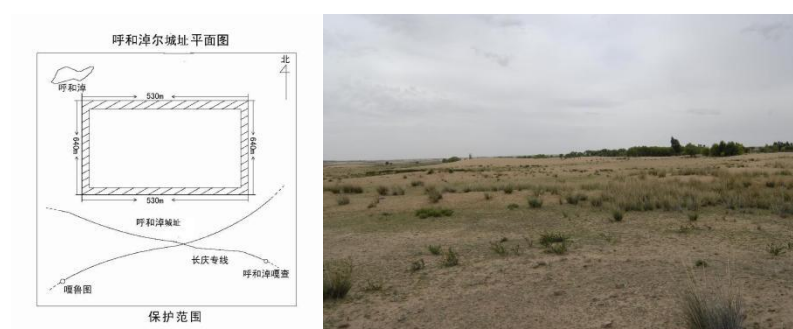 呼和淖尔城址平面图
北
呼和淖
530m
640m
640m
530m
呼和淖城址
长庆专线
呼和淖嘎查
嘎鲁图
保护范围